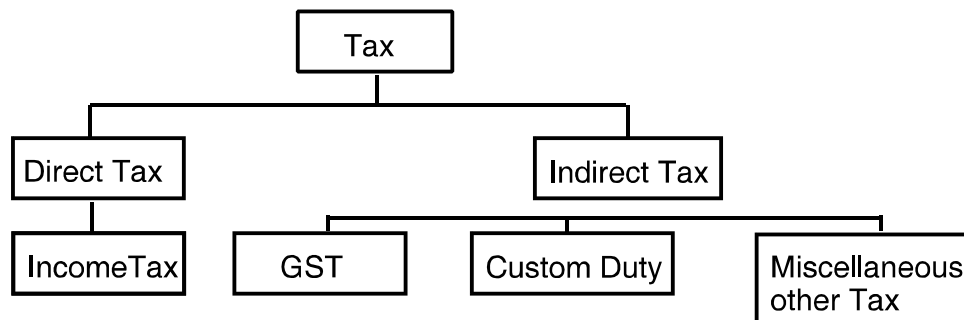 Tax
Direct Tax
Indirect Tax
IncomeTax
GST
Custom Duty
Miscellaneous
other Tax